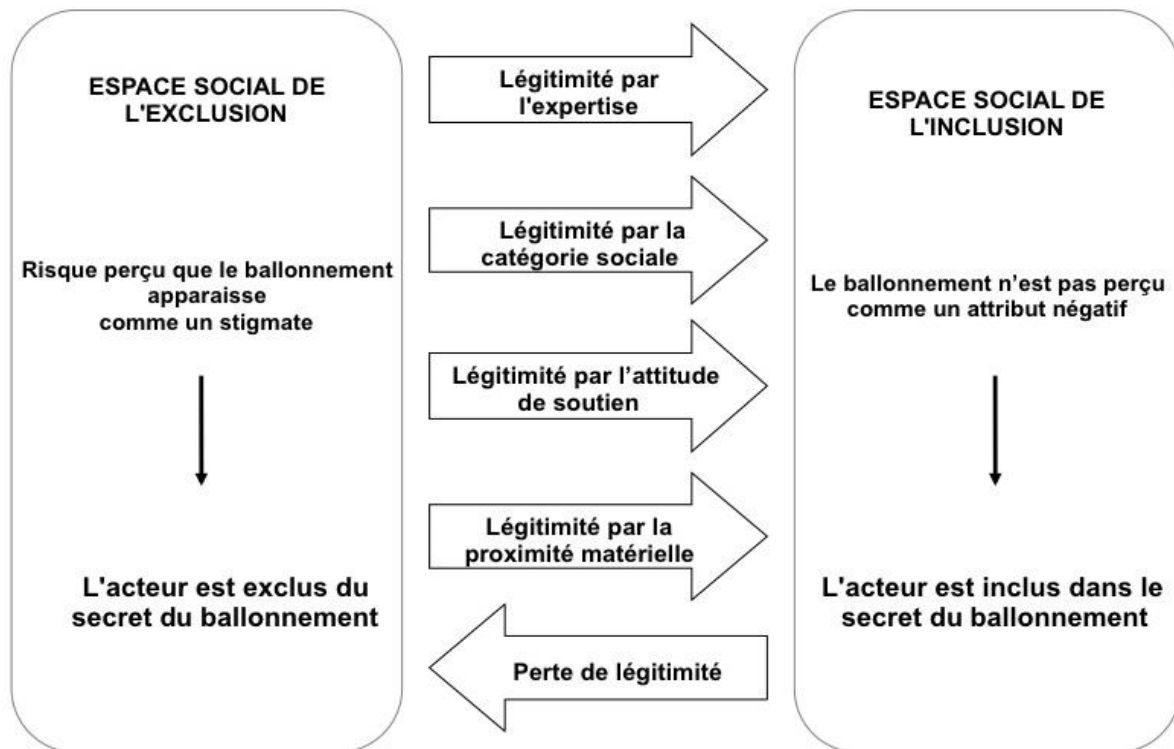 ESPACE SOCIAL DE
L'EXCLUSION
Risque perçu que le ballonnement
apparaisse
comme un stigmate
L'acteur est exclus du
secret du ballonnement
Légitimité par
l'expertise
Légitimité par la
catégorie sociale
Légitimité par l’attitude
de soutien
Légitimité par la
proximité matérielle
Perte de légitimité
ESPACE SOCIAL DE
L'INCLUSION
Le ballonnement n’est pas perçu
comme un attribut négatif
L'acteur est inclus dans le
secret du ballonnement